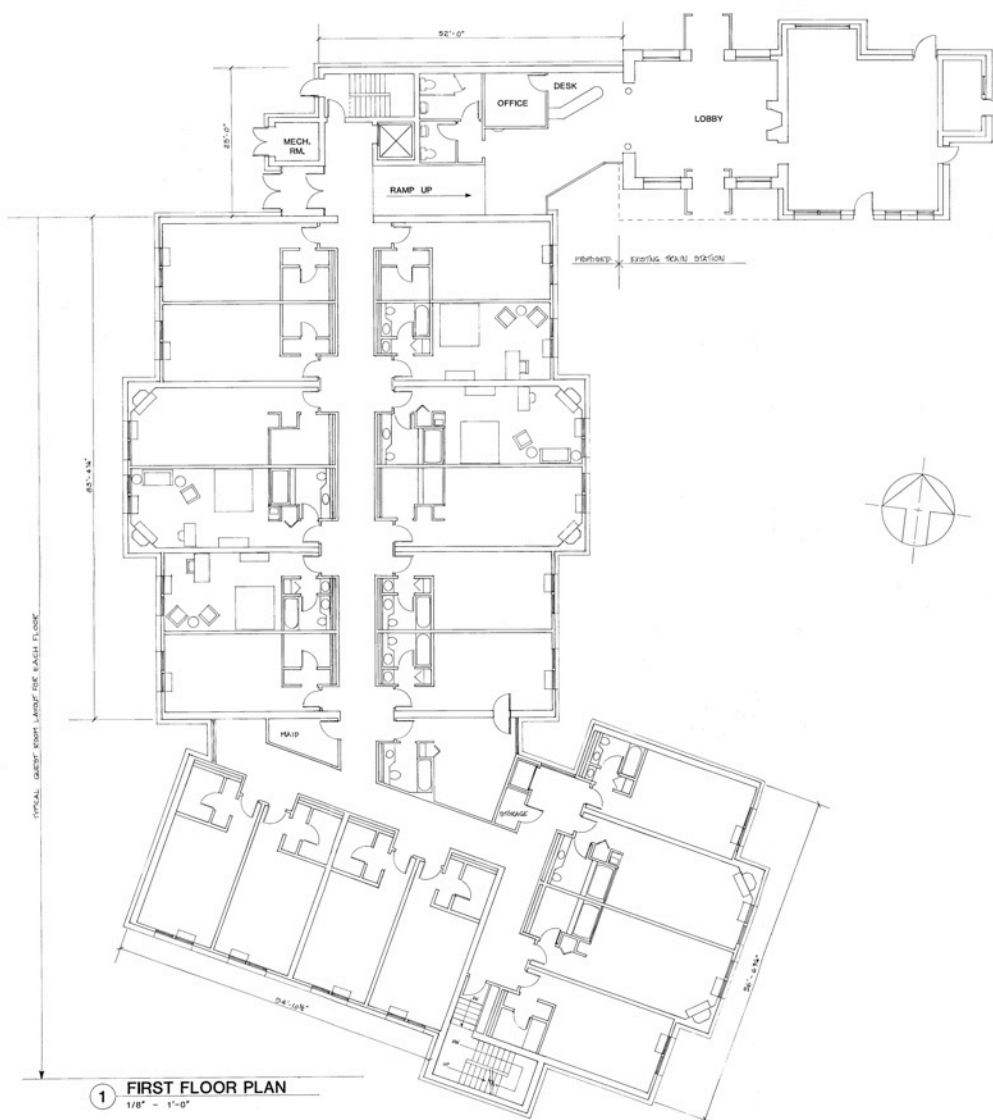 52'-0"
25'-0"
DESK
OFFICE
LOBBY
MECH.
RM.
RAMP UP
PROPOSED
EXISTING TRAIN STATION
TYPICAL GUEST ROOM LAYOUT FOR EACH FLOOR
MAID
STORAGE
UP
1
FIRST FLOOR PLAN
1/8" - 1'-0"